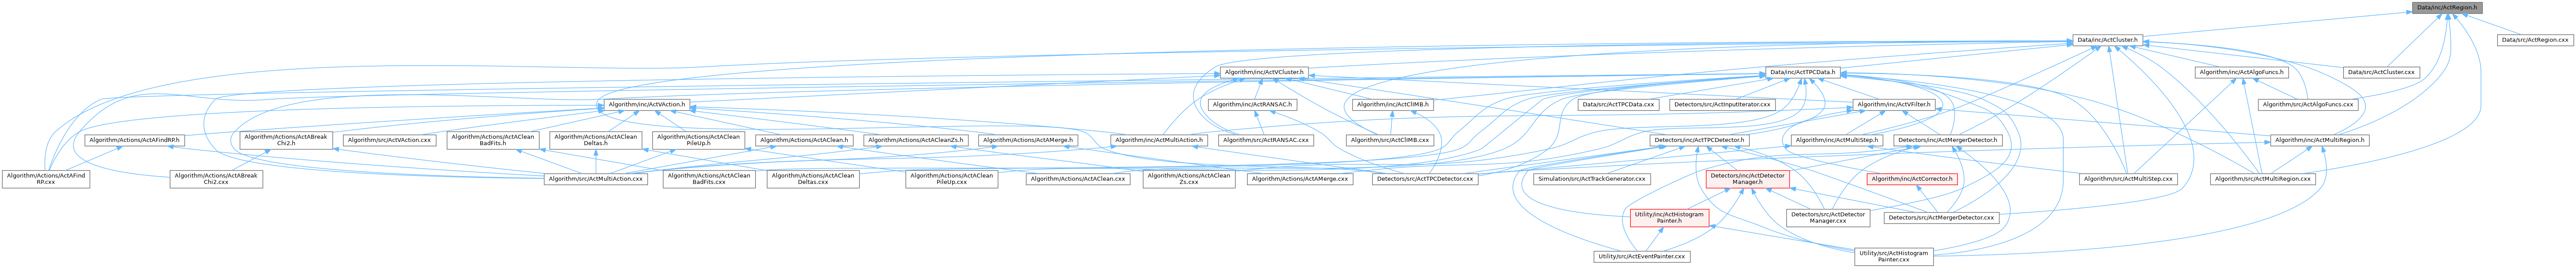 Data/inc/ActRegion.h
Data/inc/ActCluster.h
Data/src/ActRegion.cxx
Algorithm/inc/ActVCluster.h
Data/inc/ActTPCData.h
Algorithm/inc/ActAlgoFuncs.h
Data/src/ActCluster.cxx
Algorithm/inc/ActVAction.h
Algorithm/inc/ActRANSAC.h
Algorithm/inc/ActClIMB.h
Data/src/ActTPCData.cxx
Detectors/src/ActInputIterator.cxx
Algorithm/inc/ActVFilter.h
Algorithm/src/ActAlgoFuncs.cxx
Algorithm/Actions/ActAFindRP.h
Algorithm/Actions/ActABreak
Chi2.h
Algorithm/src/ActVAction.cxx
Algorithm/Actions/ActAClean
BadFits.h
Algorithm/Actions/ActAClean
Deltas.h
Algorithm/Actions/ActAClean
PileUp.h
Algorithm/Actions/ActAClean.h
Algorithm/Actions/ActACleanZs.h
Algorithm/Actions/ActAMerge.h
Algorithm/inc/ActMultiAction.h
Algorithm/src/ActRANSAC.cxx
Algorithm/src/ActClIMB.cxx
Detectors/inc/ActTPCDetector.h
Algorithm/inc/ActMultiStep.h
Detectors/inc/ActMergerDetector.h
Algorithm/inc/ActMultiRegion.h
Algorithm/Actions/ActAFind
RP.cxx
Algorithm/Actions/ActABreak
Chi2.cxx
Algorithm/src/ActMultiAction.cxx
Algorithm/Actions/ActAClean
BadFits.cxx
Algorithm/Actions/ActAClean
Deltas.cxx
Algorithm/Actions/ActAClean
PileUp.cxx
Algorithm/Actions/ActAClean.cxx
Algorithm/Actions/ActAClean
Zs.cxx
Algorithm/Actions/ActAMerge.cxx
Detectors/src/ActTPCDetector.cxx
Simulation/src/ActTrackGenerator.cxx
Detectors/inc/ActDetector
Manager.h
Algorithm/inc/ActCorrector.h
Algorithm/src/ActMultiStep.cxx
Algorithm/src/ActMultiRegion.cxx
Utility/inc/ActHistogram
Painter.h
Detectors/src/ActDetector
Manager.cxx
Detectors/src/ActMergerDetector.cxx
Utility/src/ActEventPainter.cxx
Utility/src/ActHistogram
Painter.cxx